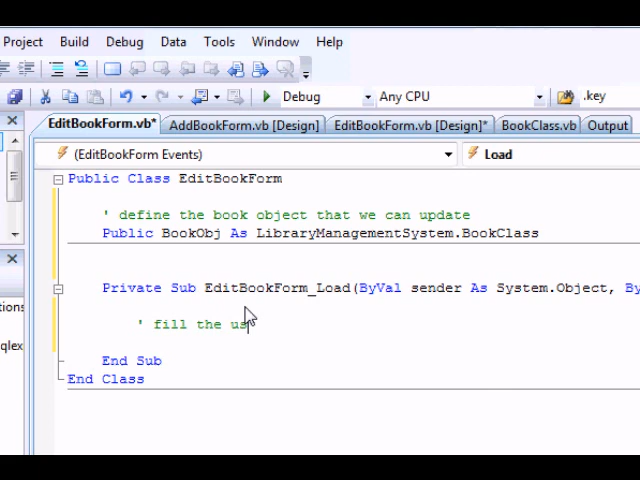 Project Build Debug Data Tools Window Help
Debug Any CPU .key
EditBookForm.vb* AddBookForm.vb [Design] EditBookForm.vb [Design]* BookClass.vb Output
(EditBookForm Events) Load
Public Class EditBookForm
' define the book object that we can update
Public BookObj As LibraryManagementSystem.BookClass
Private Sub EditBookForm_Load(ByVal sender As System.Object, By
tions
' fill the us
qlex
End Sub
End Class